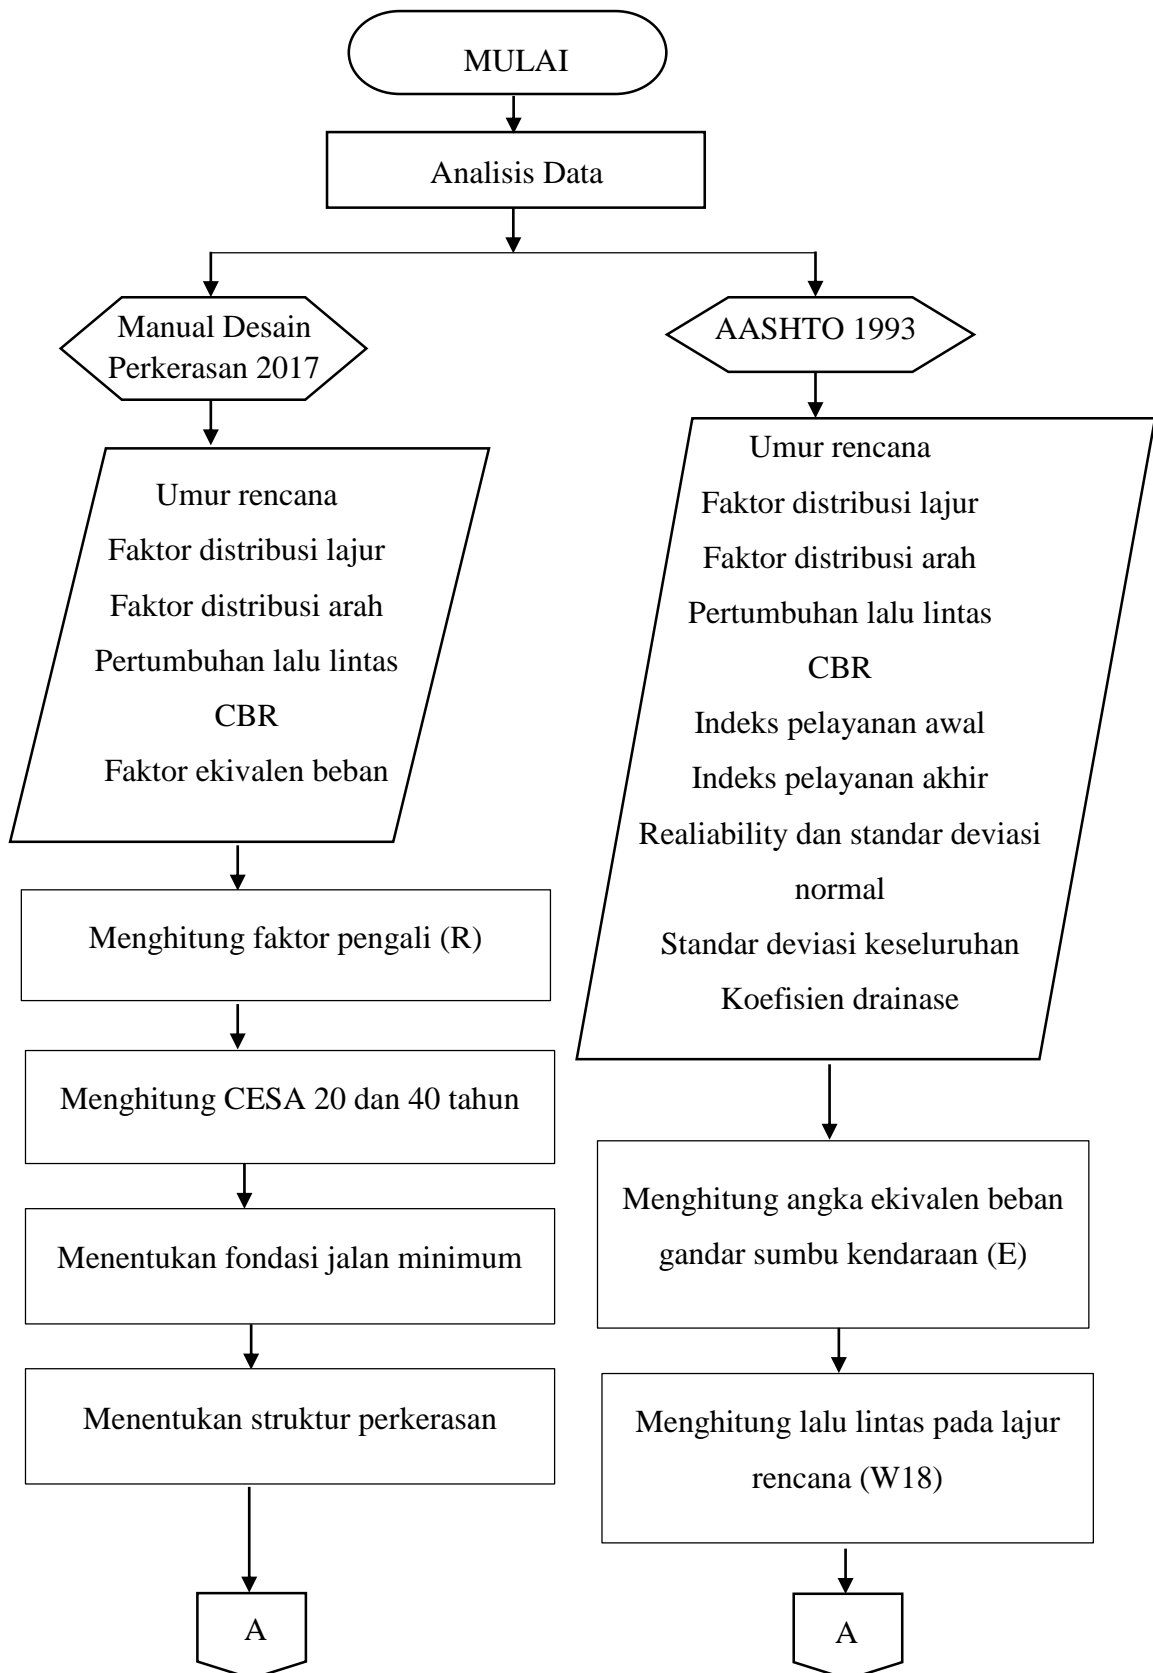 MULAI
Analisis Data
Manual Desain
Perkerasan 2017
Umur rencana
Faktor distribusi lajur
Faktor distribusi arah
Pertumbuhan lalu lintas
CBR
Faktor ekivalen beban
Menghitung faktor pengali (R)
Menghitung CESA 20 dan 40 tahun
Menentukan fondasi jalan minimum
Menentukan struktur perkerasan
A
AASHTO 1993
Umur rencana
Faktor distribusi lajur
Faktor distribusi arah
Pertumbuhan lalu lintas
CBR
Indeks pelayanan awal
Indeks pelayanan akhir
Realiability dan standar deviasi
normal
Standar deviasi keseluruhan
Koefisien drainase
Menghitung angka ekivalen beban
gandar sumbu kendaraan (E)
Menghitung lalu lintas pada lajur
rencana (W18)
A